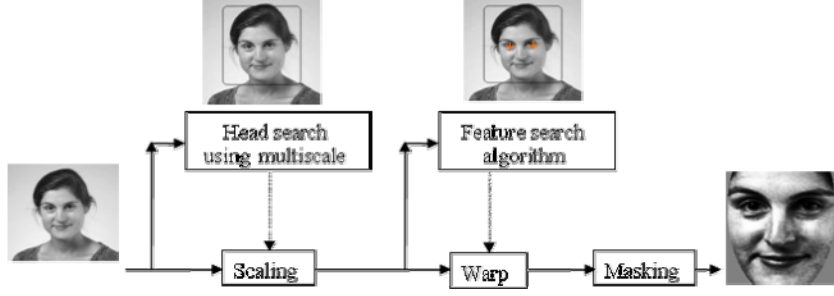 Head search
using multiscale
Feature search
algorithm
Scaling
Warp
Masking